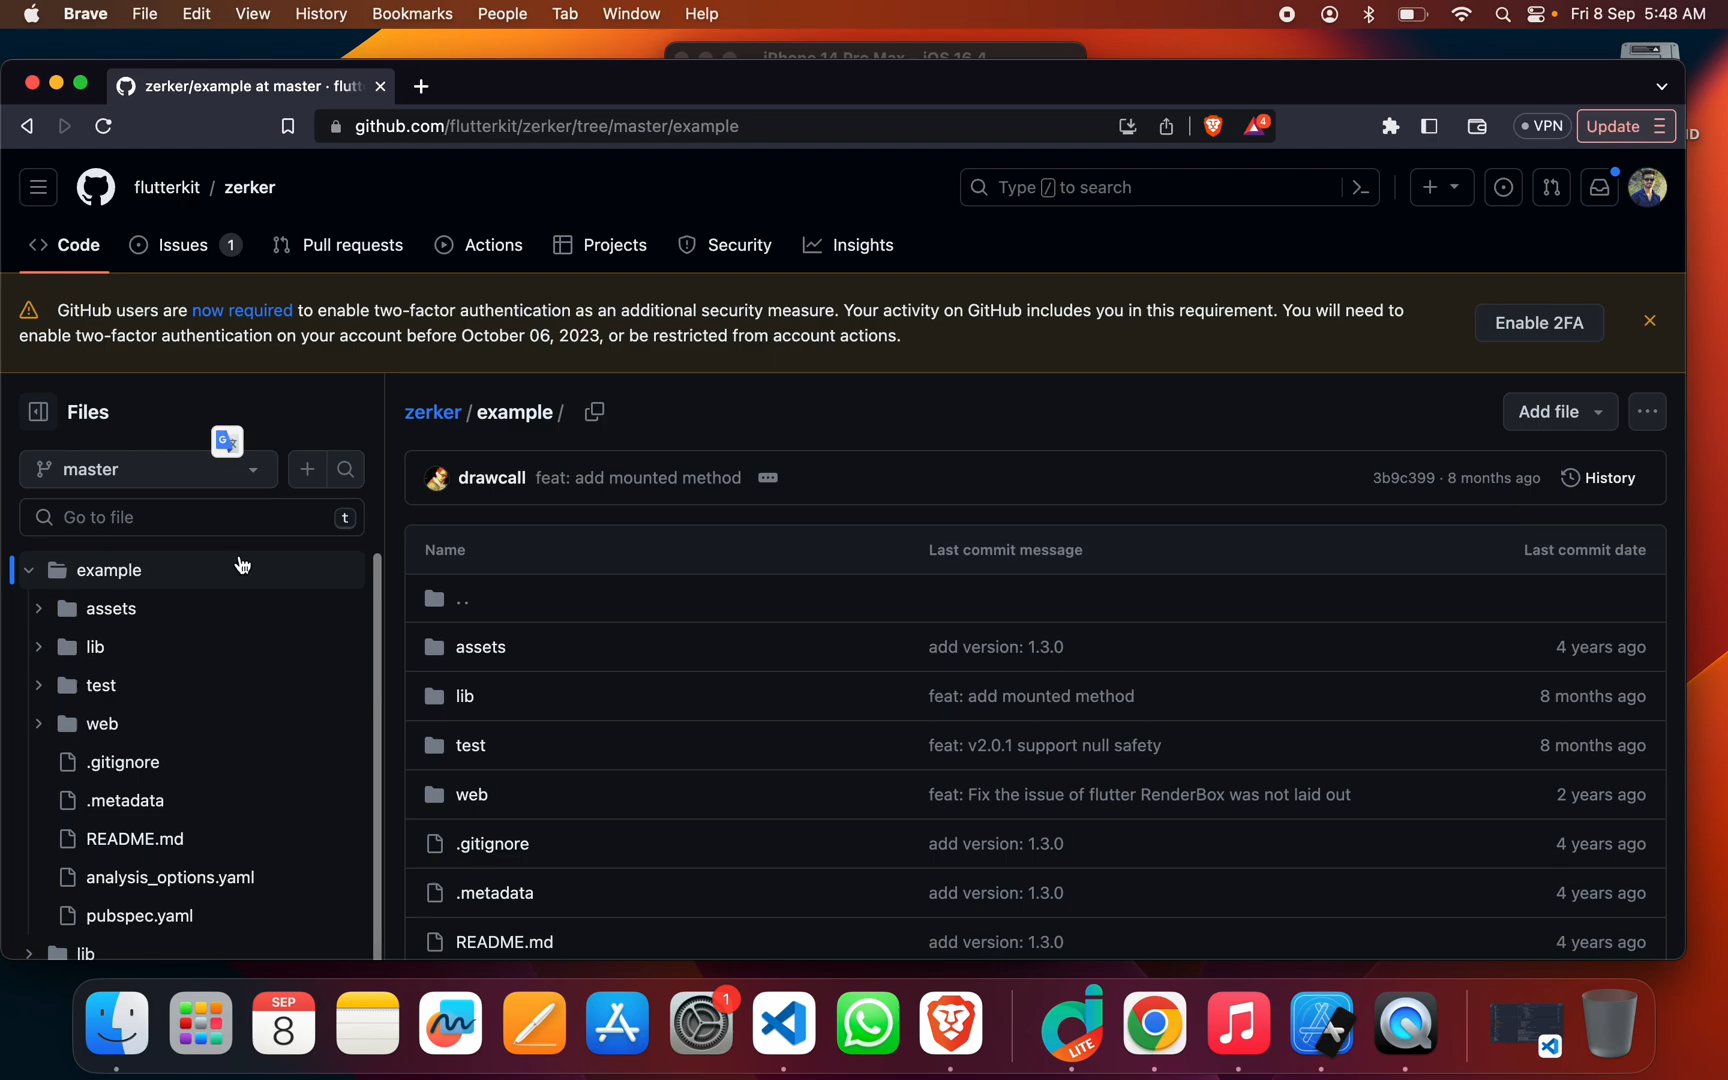 Brave File Edit View History Bookmarks People Tab Window Help Fri 8 Sep 5:48 AM
iPhone 14 Pro Max – iOS 16.4
zerker/example at master · flutt
github.com/flutterkit/zerker/tree/master/example 4 VPN Update
flutterkit / zerker Type / to search
Code Issues 1 Pull requests Actions Projects Security Insights
GitHub users are now required to enable two-factor authentication as an additional security measure. Your activity on GitHub includes you in this requirement. You will need to
enable two-factor authentication on your account before October 06, 2023, or be restricted from account actions.
Enable 2FA
Files
master
Go to file t
example
assets
lib
test
web
.gitignore
.metadata
README.md
analysis_options.yaml
pubspec.yaml
lib
zerker / example / Add file
drawcall feat: add mounted method 3b9c399 · 8 months ago History
Name Last commit message Last commit date
..
assets add version: 1.3.0 4 years ago
lib feat: add mounted method 8 months ago
test feat: v2.0.1 support null safety 8 months ago
web feat: Fix the issue of flutter RenderBox was not laid out 2 years ago
.gitignore add version: 1.3.0 4 years ago
.metadata add version: 1.3.0 4 years ago
README.md add version: 1.3.0 4 years ago
SEP
8
1
LITE